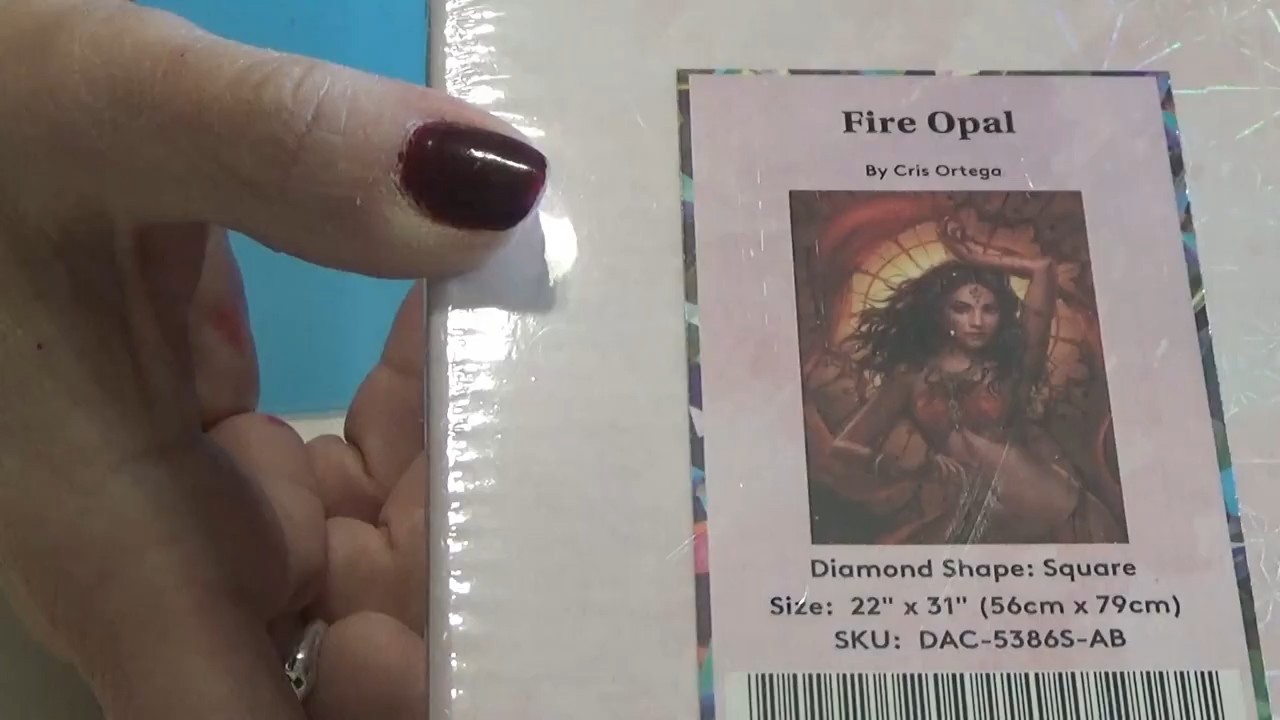 Fire Opal
By Cris Ortega
Diamond Shape: Square
Size: 22" x 31" (56cm x 79cm)
SKU: DAC-5386S-AB